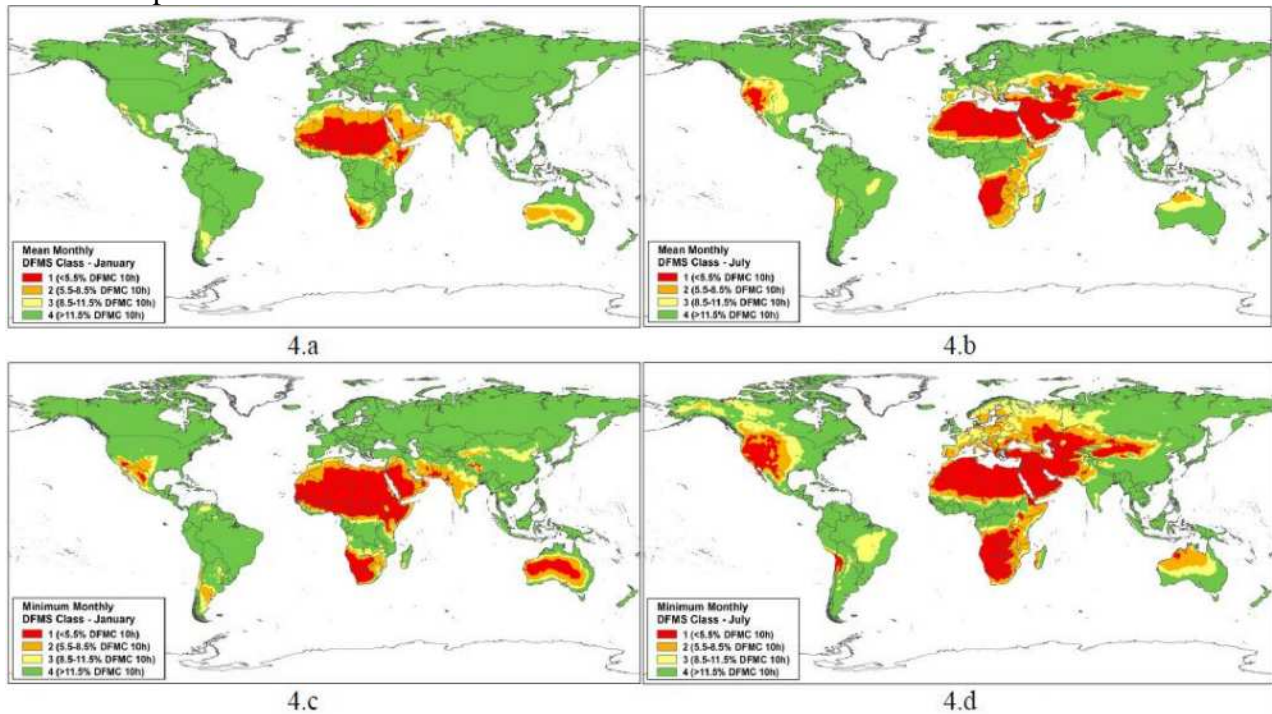 Mean Monthly
DFMS Class - January
1 (<5.5% DFMC 10h)
2 (5.5-8.5% DFMC 10h)
3 (8.5-11.5% DFMC 10h)
4 (>11.5% DFMC 10h)
4.a
Mean Monthly
DFMS Class - July
1 (<5.5% DFMC 10h)
2 (5.5-8.5% DFMC 10h)
3 (8.5-11.5% DFMC 10h)
4 (>11.5% DFMC 10h)
4.b
Minimum Monthly
DFMS Class - January
1 (<5.5% DFMC 10h)
2 (5.5-8.5% DFMC 10h)
3 (8.5-11.5% DFMC 10h)
4 (>11.5% DFMC 10h)
4.c
Minimum Monthly
DFMS Class - July
1 (<5.5% DFMC 10h)
2 (5.5-8.5% DFMC 10h)
3 (8.5-11.5% DFMC 10h)
4 (>11.5% DFMC 10h)
4.d